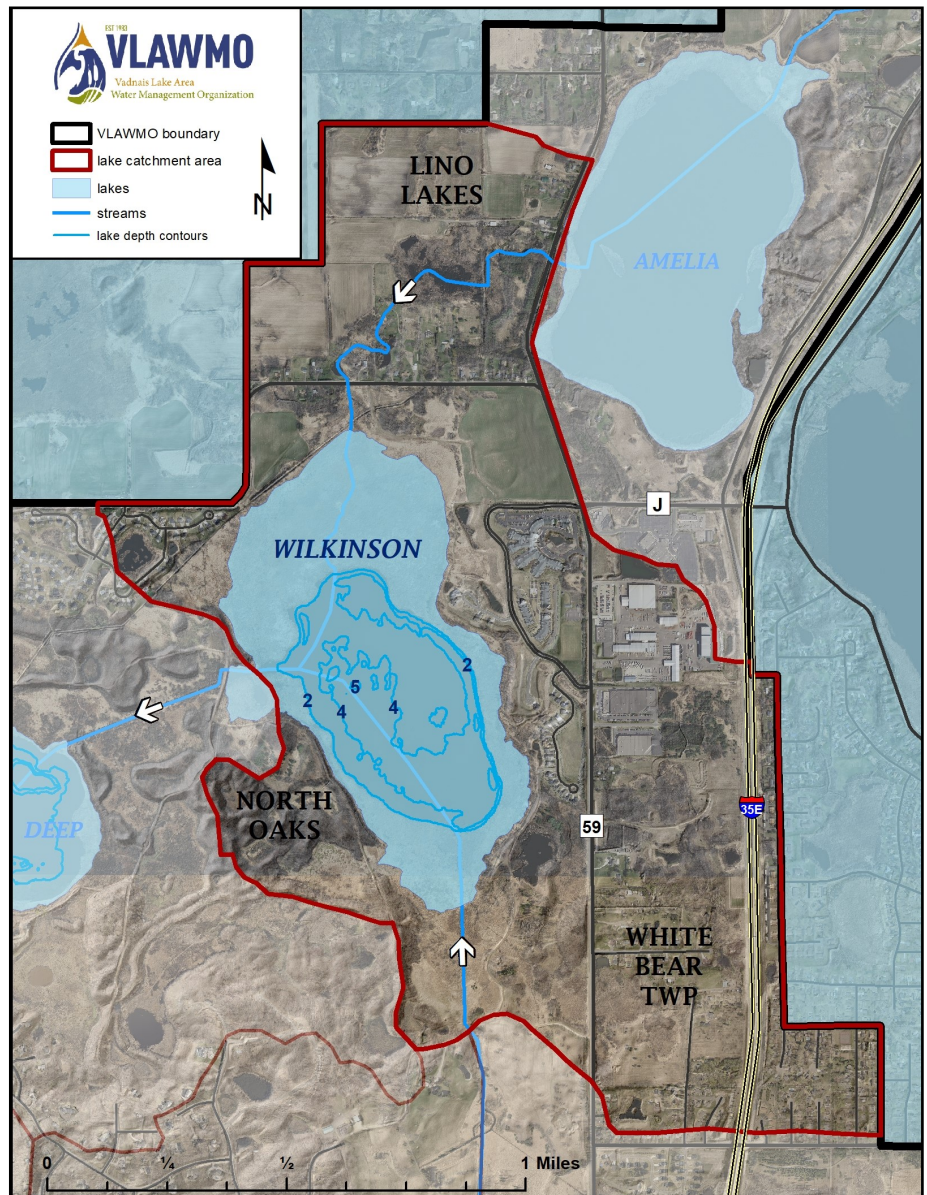 EST 1983
VLAWMO
Vadnais Lake Area
Water Management Organization
VLAWMO boundary
lake catchment area
lakes
streams
lake depth contours
N
LINO
LAKES
AMELIA
J
WILKINSON
2
5
2
4
4
NORTH
OAKS
DEEP
59
35E
WHITE
BEAR
TWP
0
¼
½
1 Miles